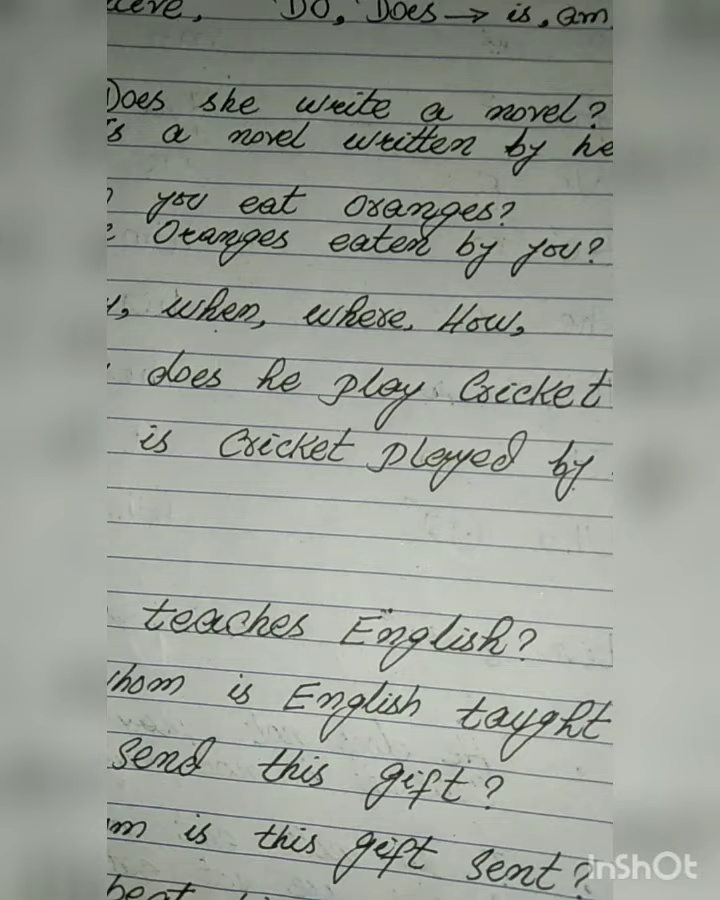 DO, Does → is, am
Does she write a novel?
Is a novel written by he
you eat oranges?
Oranges eaten by you?
when, where, How,
does he play Cricket
is Cricket played by
teaches English?
whom is English taught
Send this gift?
is this gift sent?
InShOt